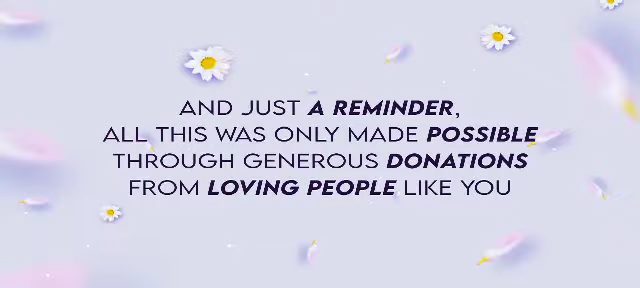 AND JUST A REMINDER,
ALL THIS WAS ONLY MADE POSSIBLE
THROUGH GENEROUS DONATIONS
FROM LOVING PEOPLE LIKE YOU